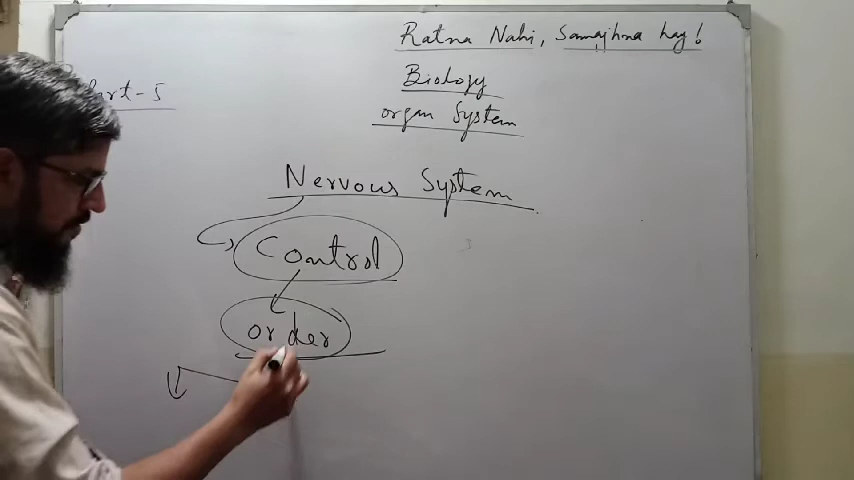 Ratna Nahi, Samajhna hay!
Part-5
Biology
organ System
Nervous System
Control
order